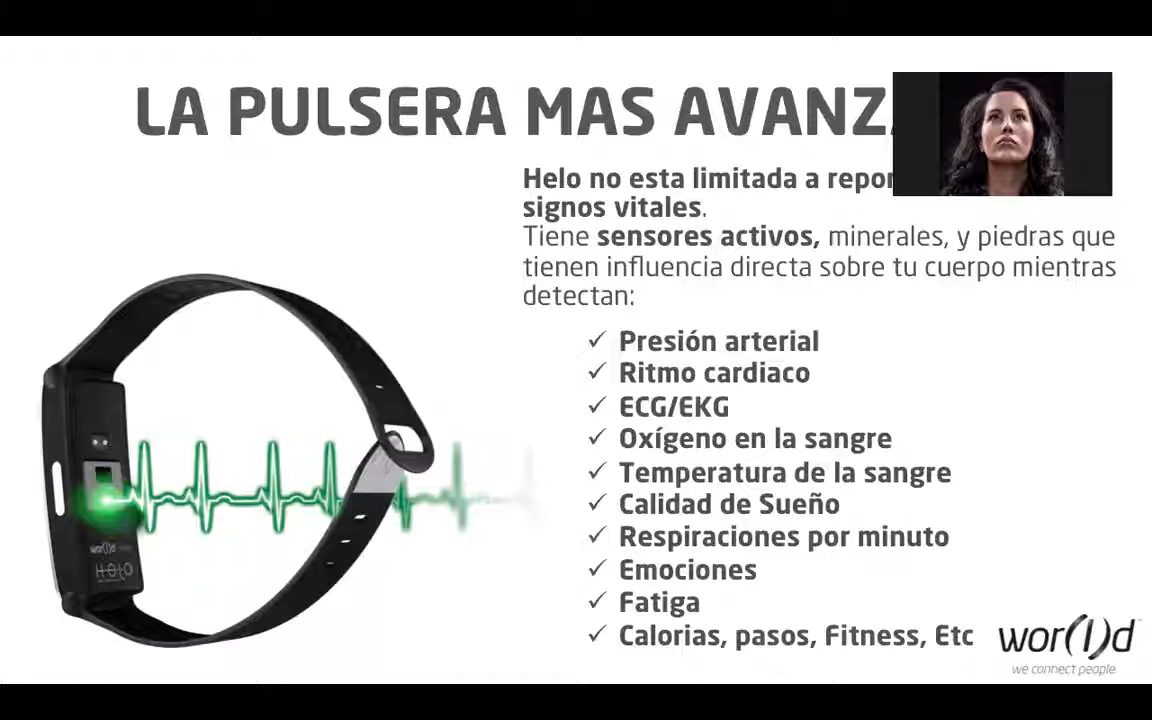 LA PULSERA MAS AVANZ
Helo no esta limitada a repor
signos vitales.
Tiene sensores activos, minerales, y piedras que
tienen influencia directa sobre tu cuerpo mientras
detectan:
✓ Presión arterial
✓ Ritmo cardiaco
✓ ECG/EKG
✓ Oxígeno en la sangre
✓ Temperatura de la sangre
✓ Calidad de Sueño
✓ Respiraciones por minuto
✓ Emociones
✓ Fatiga
✓ Calorias, pasos, Fitness, Etc
wor(l)d
HELO
wor(l)d
we connect people